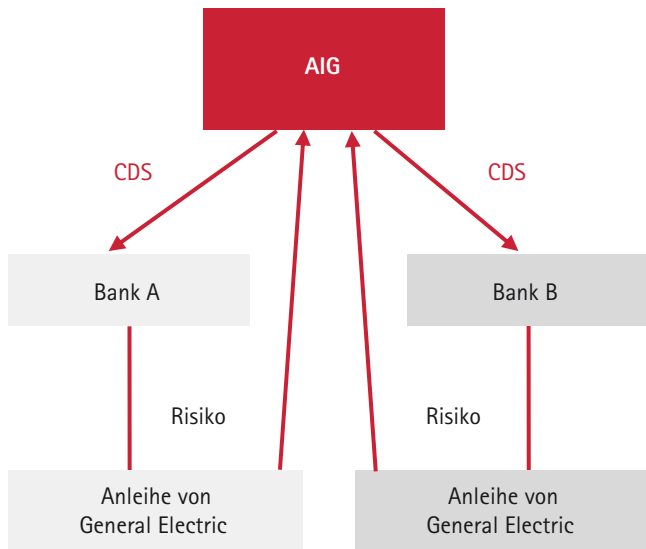 AIG
CDS
CDS
Bank A
Bank B
Risiko
Risiko
Anleihe von
General Electric
Anleihe von
General Electric